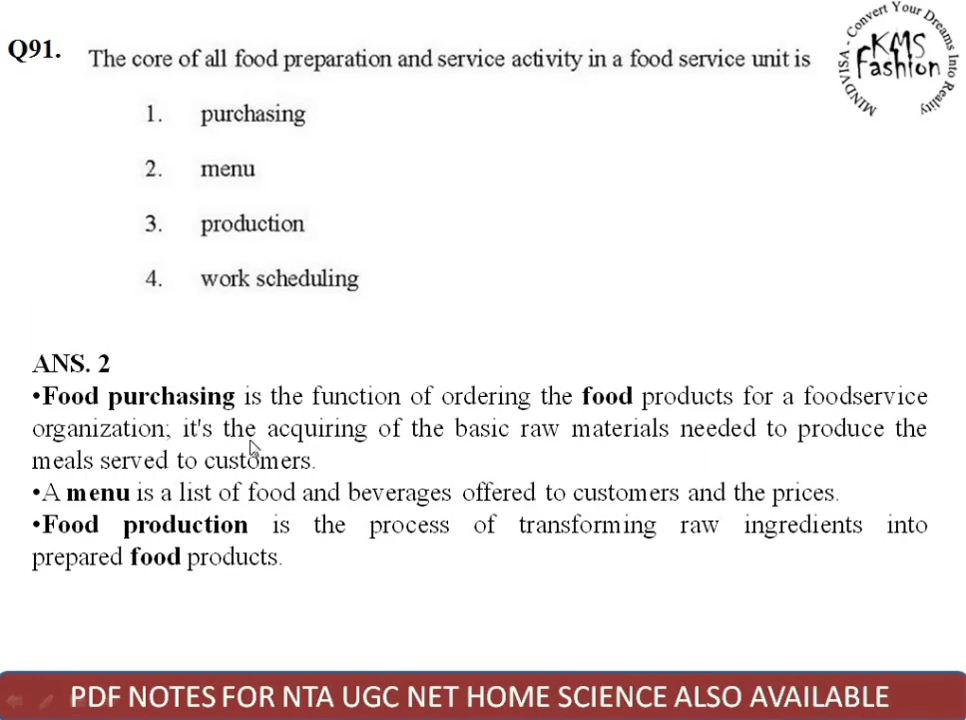 Q91. The core of all food preparation and service activity in a food service unit is
1. purchasing
2. menu
3. production
4. work scheduling
MINDVISA - Convert Your Dreams Into Reality
KMS
Fashion
ANS. 2
•Food purchasing is the function of ordering the food products for a foodservice
organization; it's the acquiring of the basic raw materials needed to produce the
meals served to customers.
•A menu is a list of food and beverages offered to customers and the prices.
•Food production is the process of transforming raw ingredients into
prepared food products.
PDF NOTES FOR NTA UGC NET HOME SCIENCE ALSO AVAILABLE